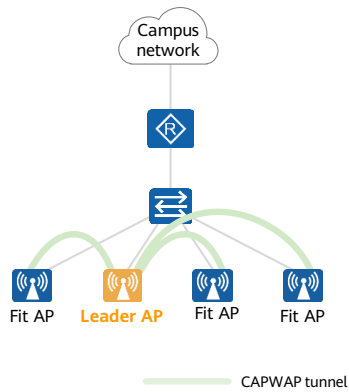 Campus
network
R
Fit AP
Leader AP
Fit AP
Fit AP
CAPWAP tunnel